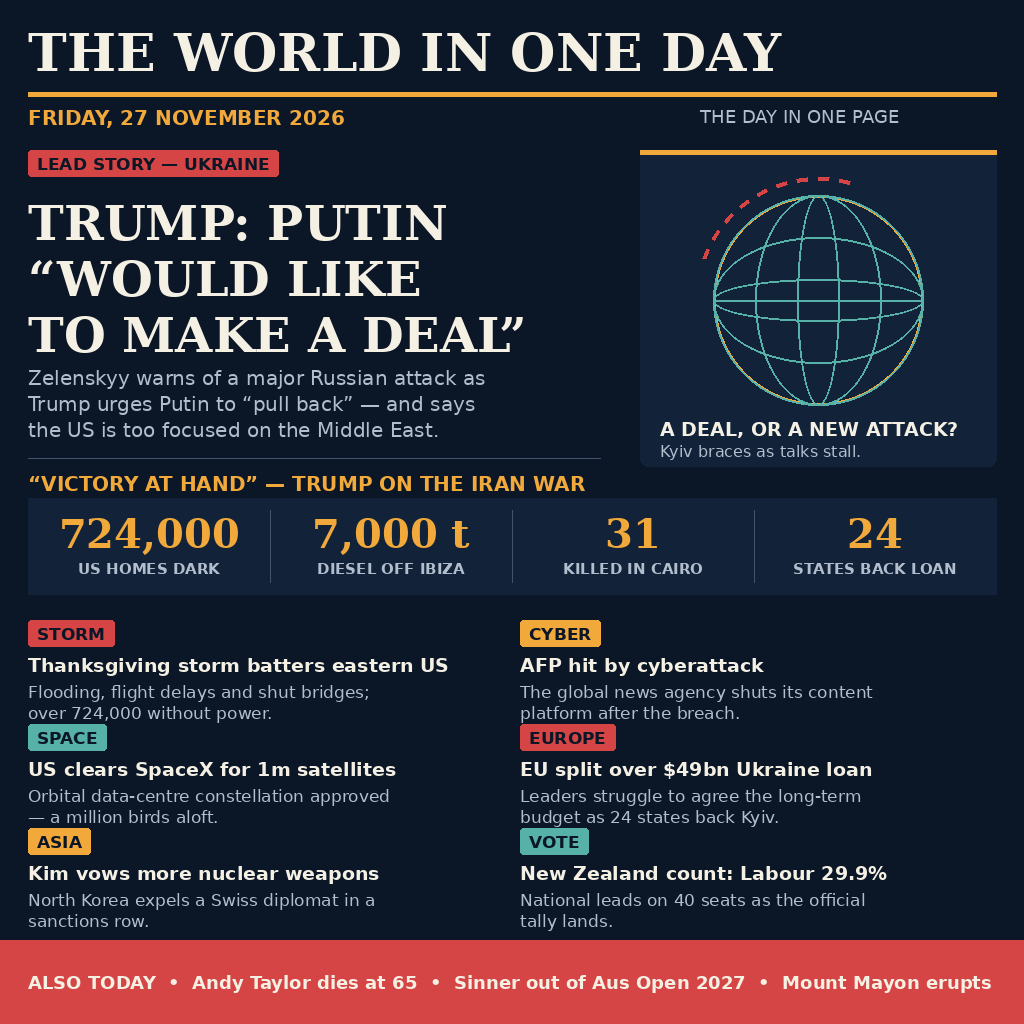 THE WORLD IN ONE DAY
FRIDAY, 27 NOVEMBER 2026
THE DAY IN ONE PAGE
LEAD STORY — UKRAINE
TRUMP: PUTIN
“WOULD LIKE
TO MAKE A DEAL”
Zelenskyy warns of a major Russian attack as
Trump urges Putin to “pull back” — and says
the US is too focused on the Middle East.
A DEAL, OR A NEW ATTACK?
Kyiv braces as talks stall.
“VICTORY AT HAND” — TRUMP ON THE IRAN WAR
724,000
US HOMES DARK
7,000 t
DIESEL OFF IBIZA
31
KILLED IN CAIRO
24
STATES BACK LOAN
STORM
Thanksgiving storm batters eastern US
Flooding, flight delays and shut bridges;
over 724,000 without power.
CYBER
AFP hit by cyberattack
The global news agency shuts its content
platform after the breach.
SPACE
US clears SpaceX for 1m satellites
Orbital data-centre constellation approved
— a million birds aloft.
EUROPE
EU split over $49bn Ukraine loan
Leaders struggle to agree the long-term
budget as 24 states back Kyiv.
ASIA
Kim vows more nuclear weapons
North Korea expels a Swiss diplomat in a
sanctions row.
VOTE
New Zealand count: Labour 29.9%
National leads on 40 seats as the official
tally lands.
ALSO TODAY • Andy Taylor dies at 65 • Sinner out of Aus Open 2027 • Mount Mayon erupts